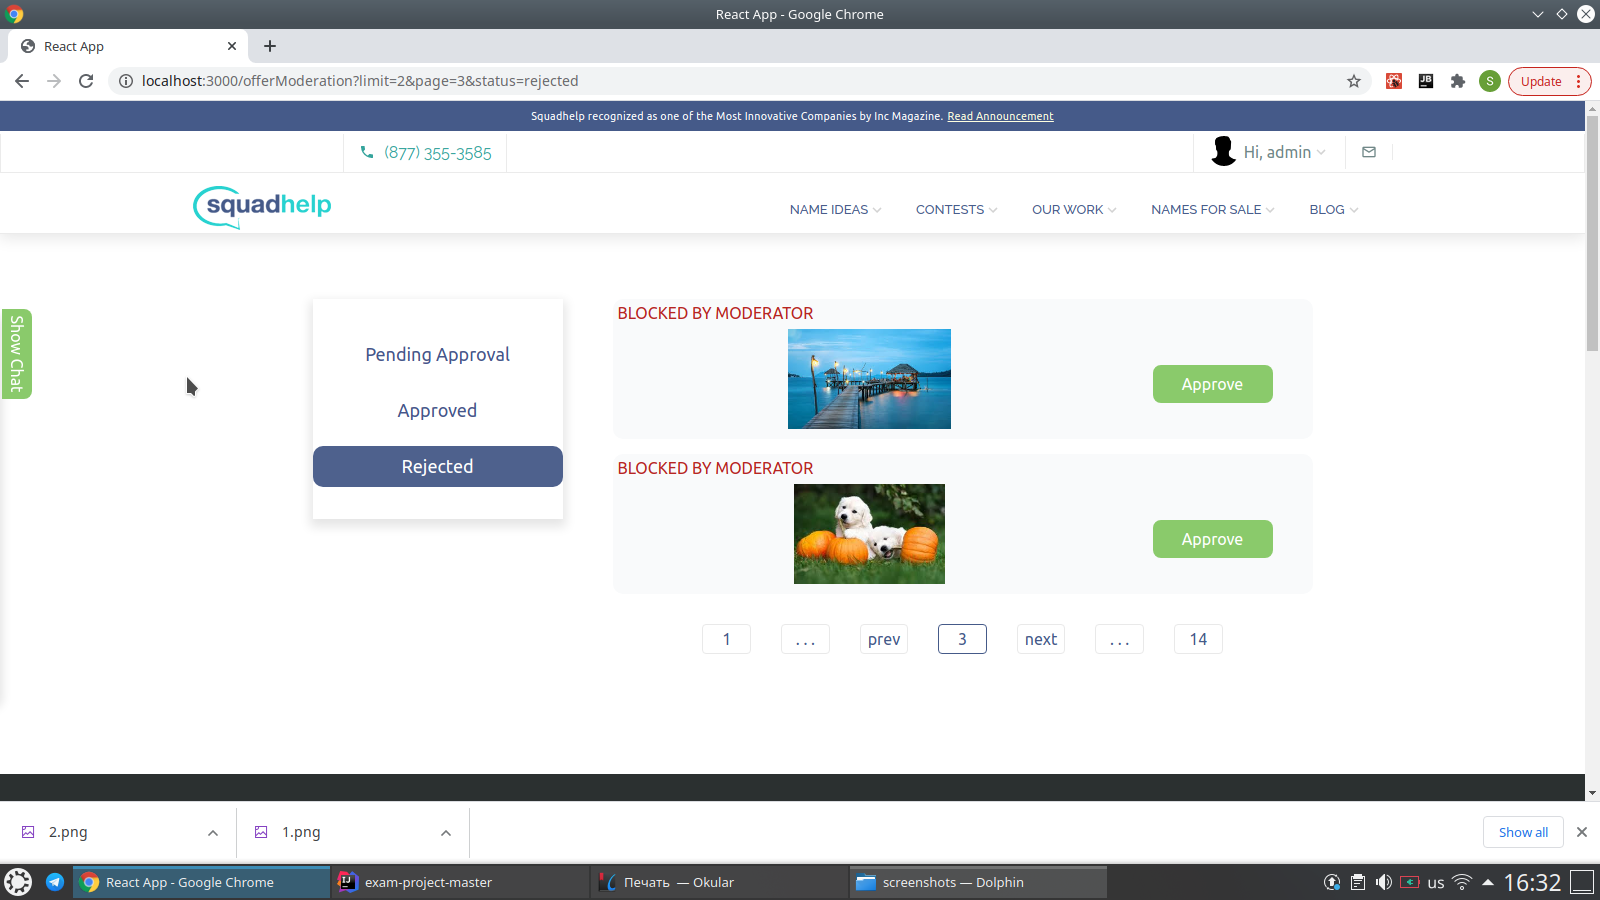 React App - Google Chrome
React App
localhost:3000/offerModeration?limit=2&page=3&status=rejected
JB
S
Update
Squadhelp recognized as one of the Most Innovative Companies by Inc Magazine. Read Announcement
(877) 355-3585
Hi, admin
squadhelp
NAME IDEAS
CONTESTS
OUR WORK
NAMES FOR SALE
BLOG
Show Chat
Pending Approval
Approved
Rejected
BLOCKED BY MODERATOR
Approve
BLOCKED BY MODERATOR
Approve
1
...
prev
3
next
...
14
2.png
1.png
Show all
React App - Google Chrome
IJ
exam-project-master
Печать — Okular
screenshots — Dolphin
us
16:32